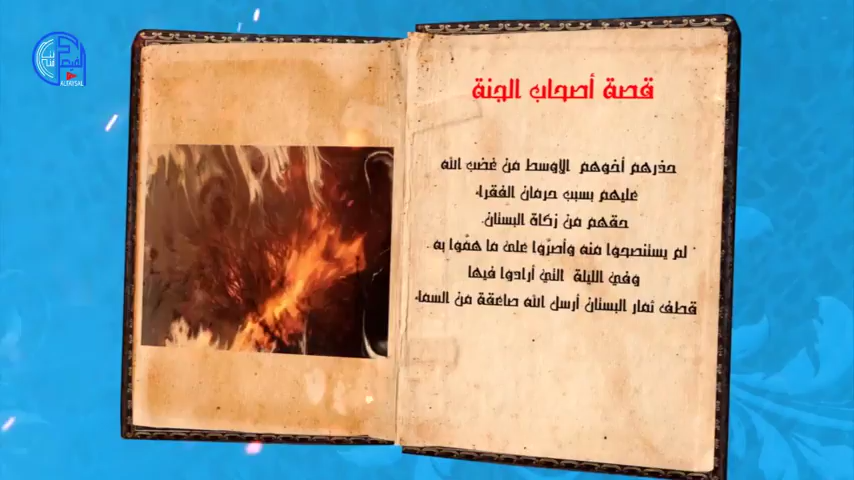 قصة أصحاب الجنة
حذرهم أخوهم الاوسط من غضب الله
عليهم بسبب حرمان الفقراء
حقهم من زكاة البستان.
لم يستنصحوا منه وأصرّوا على ما همّوا به .
وفي الليلة التي أرادوا فيها
قطف ثمار البستان أرسل الله صاعقة من السماء
ALFAYSAL